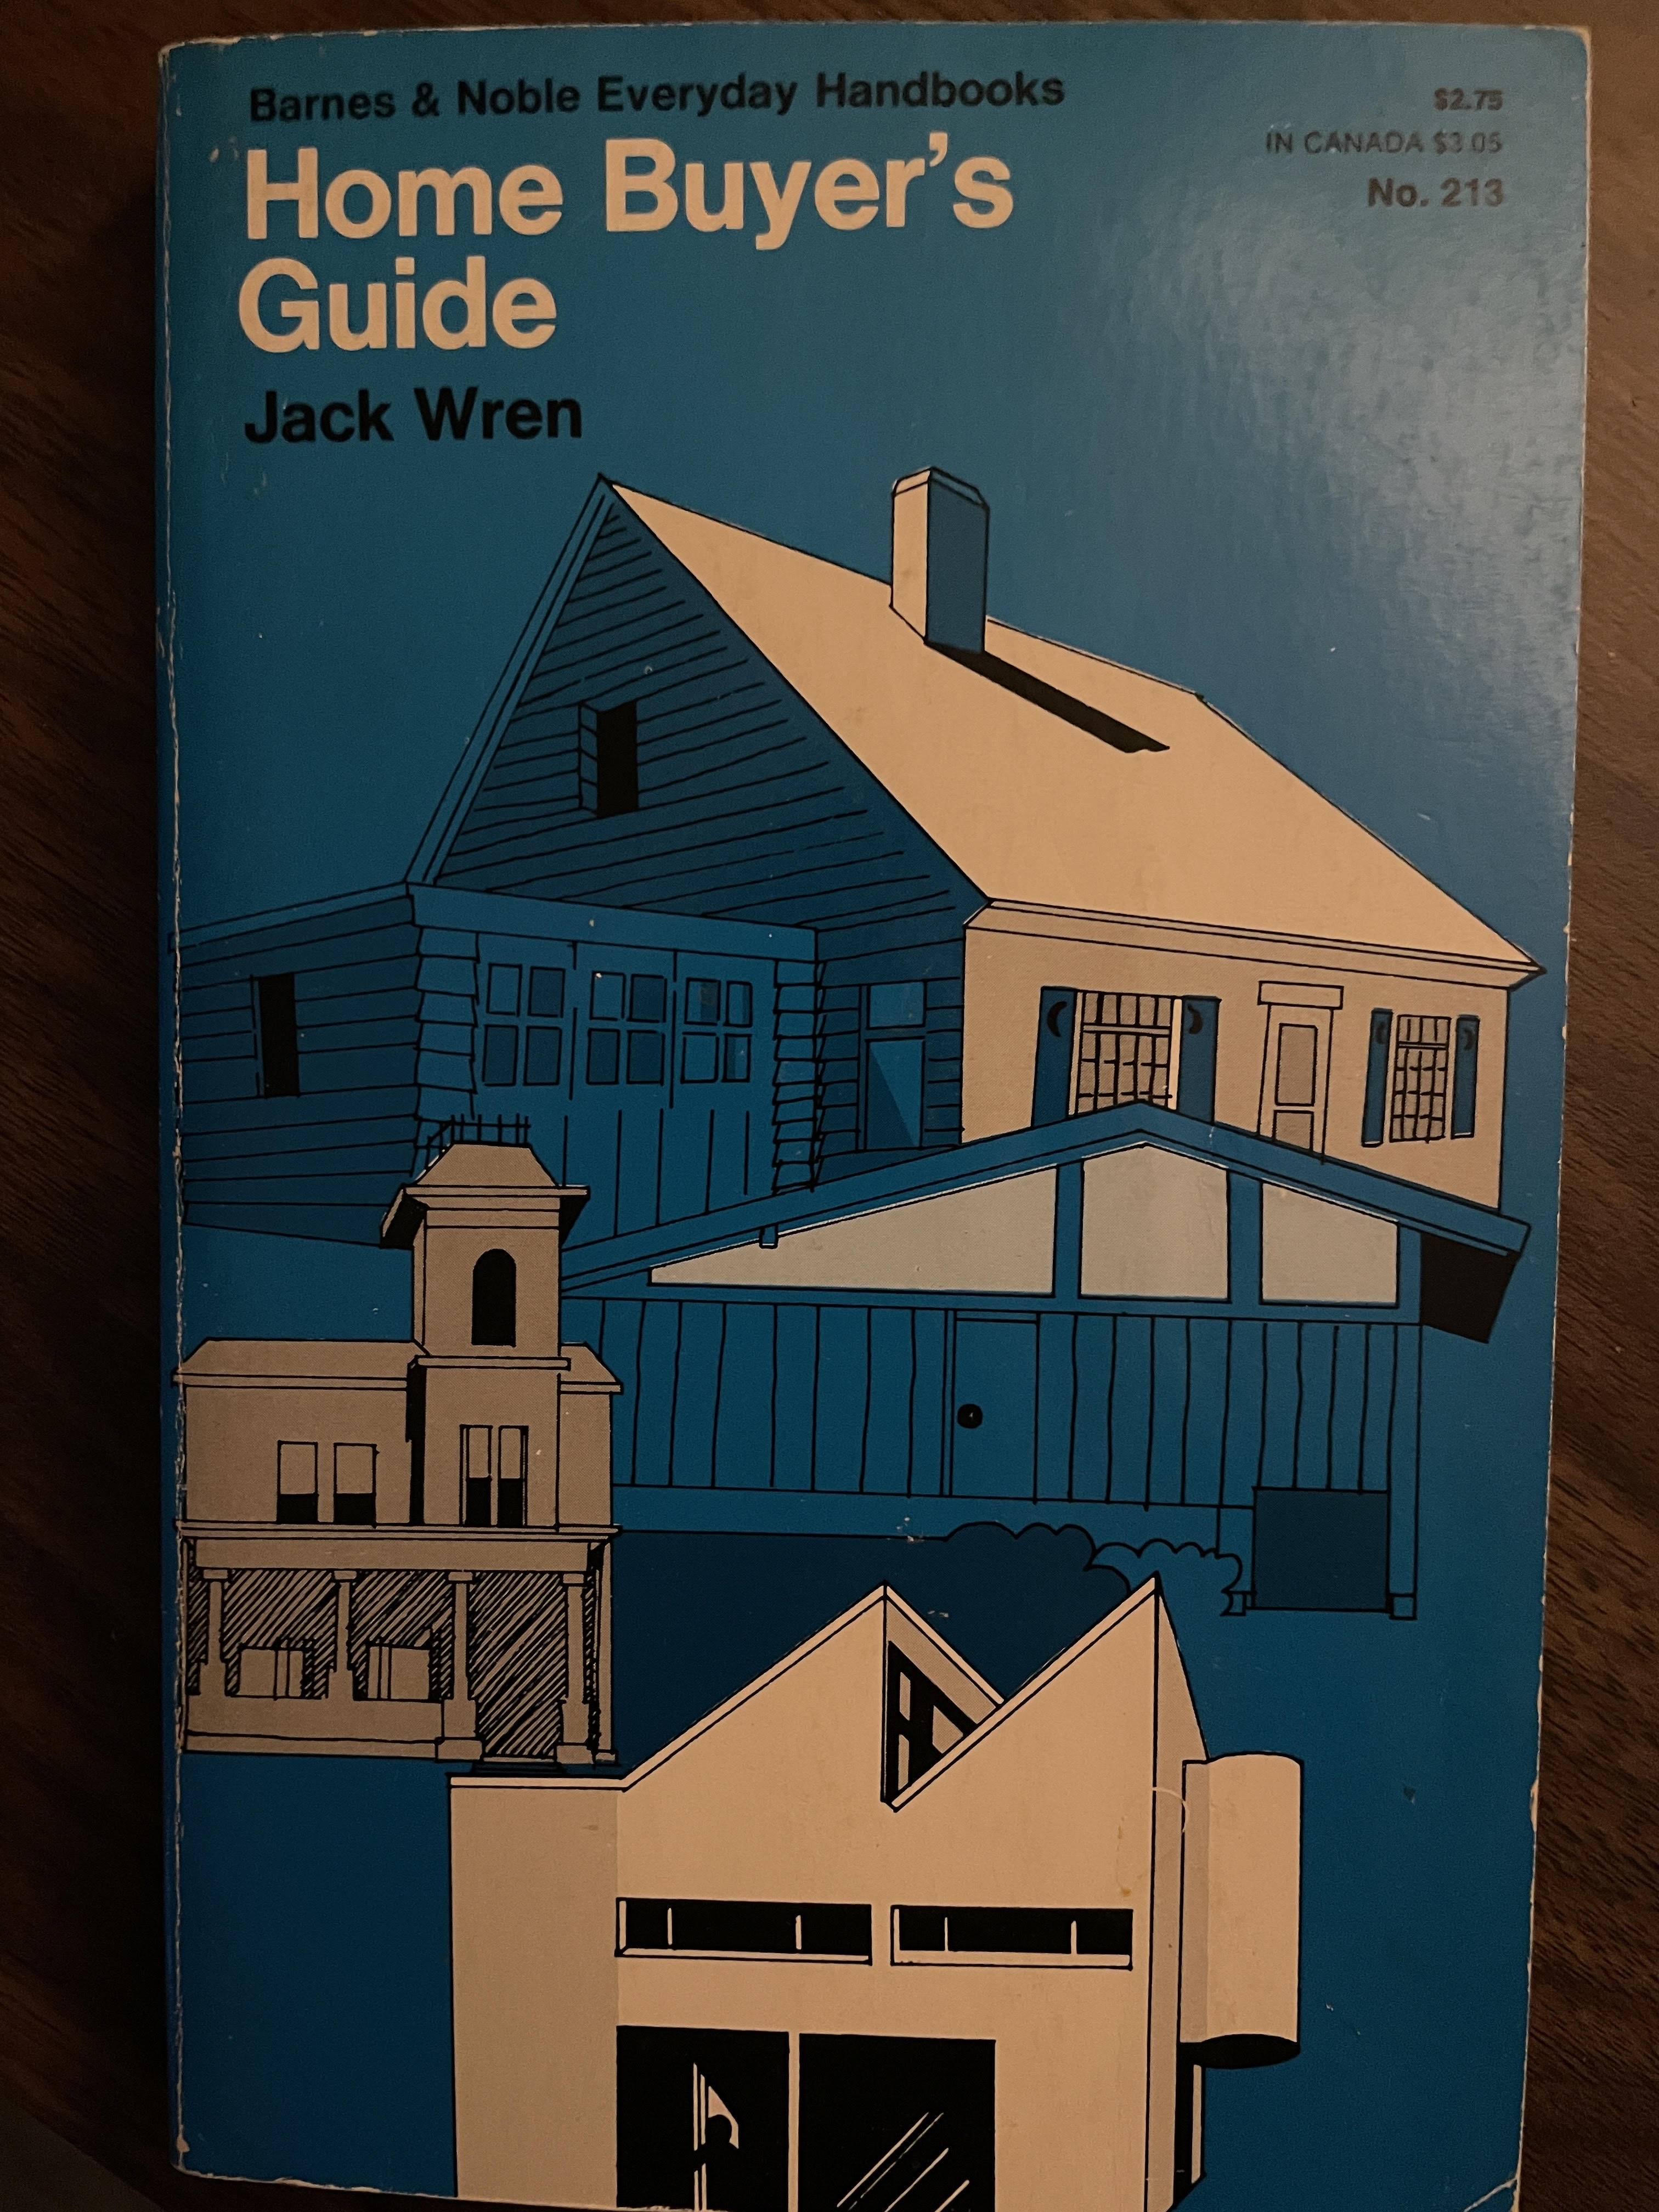 Barnes & Noble Everyday Handbooks
Home Buyer's
Guide
Jack Wren
$2.75
IN CANADA $3.05
No. 213